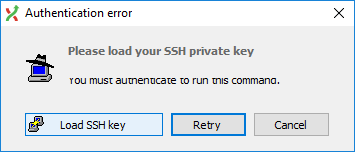 Authentication error
Please load your SSH private key
You must authenticate to run this command.
Load SSH key
Retry
Cancel